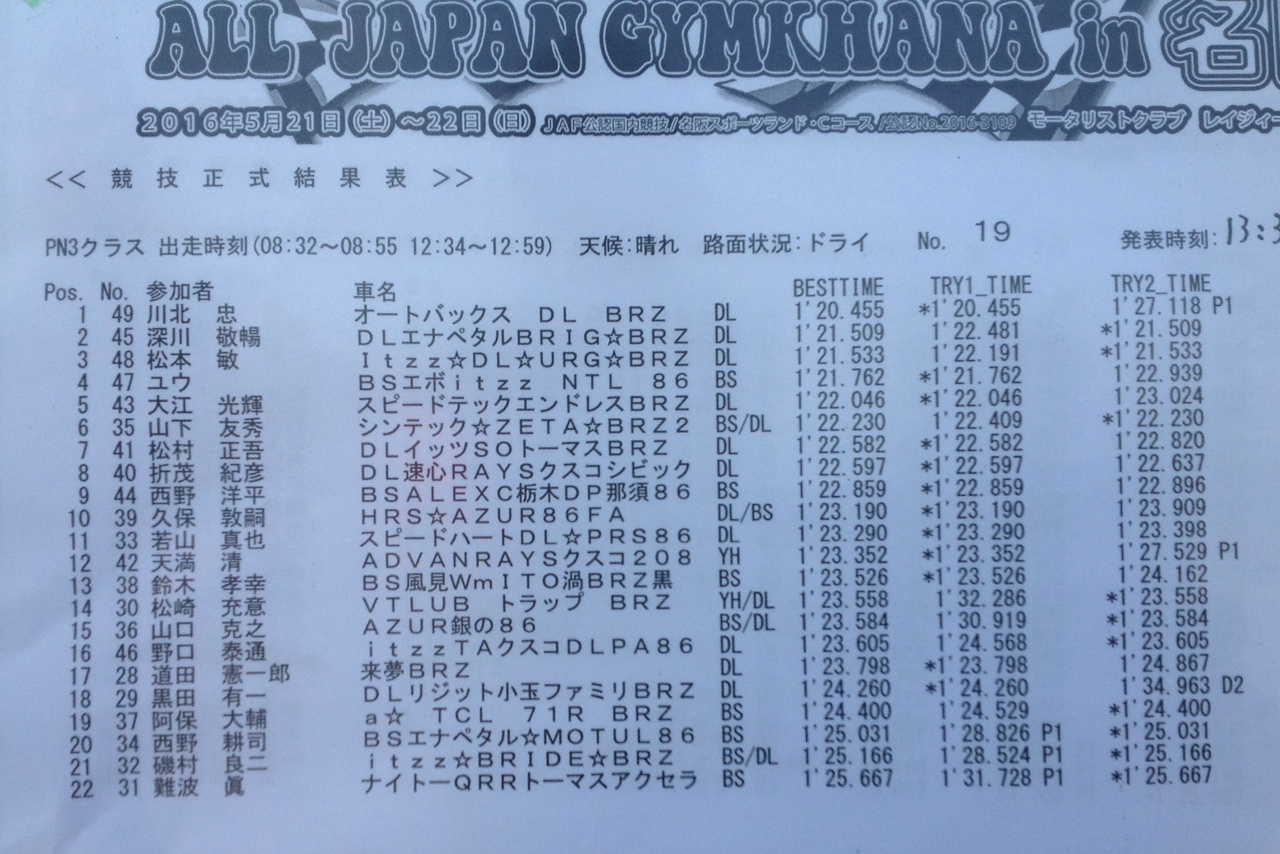 ALL JAPAN GYMKHANA in 名
2016年5月21日(土)～22日(日) JAF公認国内競技/名阪スポーツランド・Cコース/公認No.2016-3109 モータリストクラブ レイジィー
<< 競技正式結果表 >>
PN3クラス 出走時刻(08:32～08:55 12:34～12:59) 天候:晴れ 路面状況:ドライ No. 19 発表時刻:13:3
Pos. No. 参加者 車名 BESTTIME TRY1_TIME TRY2_TIME
1 49 川北 忠 オートバックス DL BRZ DL 1'20.455 *1'20.455 1'27.118 P1
2 45 深川 敬暢 DLエナペタルBRIG☆BRZ DL 1'21.509 1'22.481 *1'21.509
3 48 松本 敏 Itzz☆DL☆URG☆BRZ DL 1'21.533 1'22.191 *1'21.533
4 47 ユウ BSエボitzz NTL 86 BS 1'21.762 *1'21.762 1'22.939
5 43 大江 光輝 スピードテックエンドレスBRZ DL 1'22.046 *1'22.046 1'23.024
6 35 山下 友秀 シンテック☆ZETA☆BRZ2 BS/DL 1'22.230 1'22.409 *1'22.230
7 41 松村 正吾 DLイッツSOトーマスBRZ DL 1'22.582 *1'22.582 1'22.820
8 40 折茂 紀彦 DL速心RAYSクスコシビック DL 1'22.597 *1'22.597 1'22.637
9 44 西野 洋平 BSALEXC栃木DP那須86 BS 1'22.859 *1'22.859 1'22.896
10 39 久保 敦嗣 HRS☆AZUR86FA DL/BS 1'23.190 *1'23.190 1'23.909
11 33 若山 真也 スピードハートDL☆PRS86 DL 1'23.290 *1'23.290 1'23.398
12 42 天満 清 ADVANRAYSクスコ208 YH 1'23.352 *1'23.352 1'27.529 P1
13 38 鈴木 孝幸 BS風見WmITO渦BRZ黒 BS 1'23.526 *1'23.526 1'24.162
14 30 松崎 充意 VTLUB トラップ BRZ YH/DL 1'23.558 1'32.286 *1'23.558
15 36 山口 克之 AZUR銀の86 BS/DL 1'23.584 1'30.919 *1'23.584
16 46 野口 泰通 itzzTAクスコDLPA86 DL 1'23.605 1'24.568 *1'23.605
17 28 道田 憲一郎 来夢BRZ DL 1'23.798 *1'23.798 1'24.867
18 29 黒田 有一 DLリジット小玉ファミリBRZ DL 1'24.260 *1'24.260 1'34.963 D2
19 37 阿保 大輔 a☆ TCL 71R BRZ BS 1'24.400 1'24.529 *1'24.400
20 34 西野 耕司 BSエナペタル☆MOTUL86 BS 1'25.031 1'28.826 P1 *1'25.031
21 32 磯村 良二 itzz☆BRIDE☆BRZ BS/DL 1'25.166 1'28.524 P1 *1'25.166
22 31 難波 眞 ナイトーQRRトーマスアクセラ BS 1'25.667 1'31.728 P1 *1'25.667